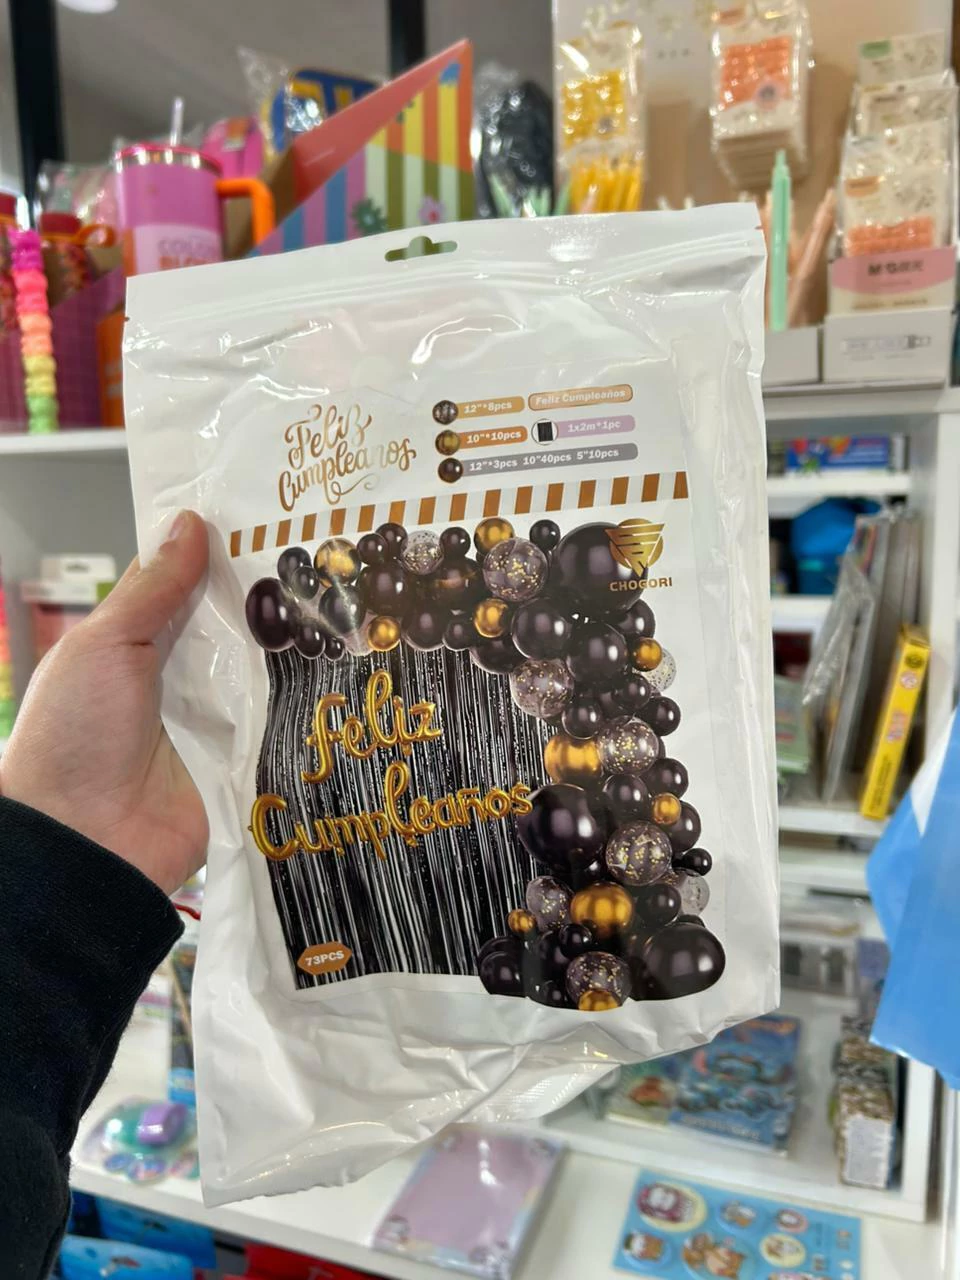 Feliz
Cumpleaños
12"*8pcs
Feliz Cumpleaños
10"*10pcs
1x2m*1pc
12"*3pcs 10"40pcs 5"10pcs
CHOGORI
feliz
Cumpleaños
73PCS
M&G